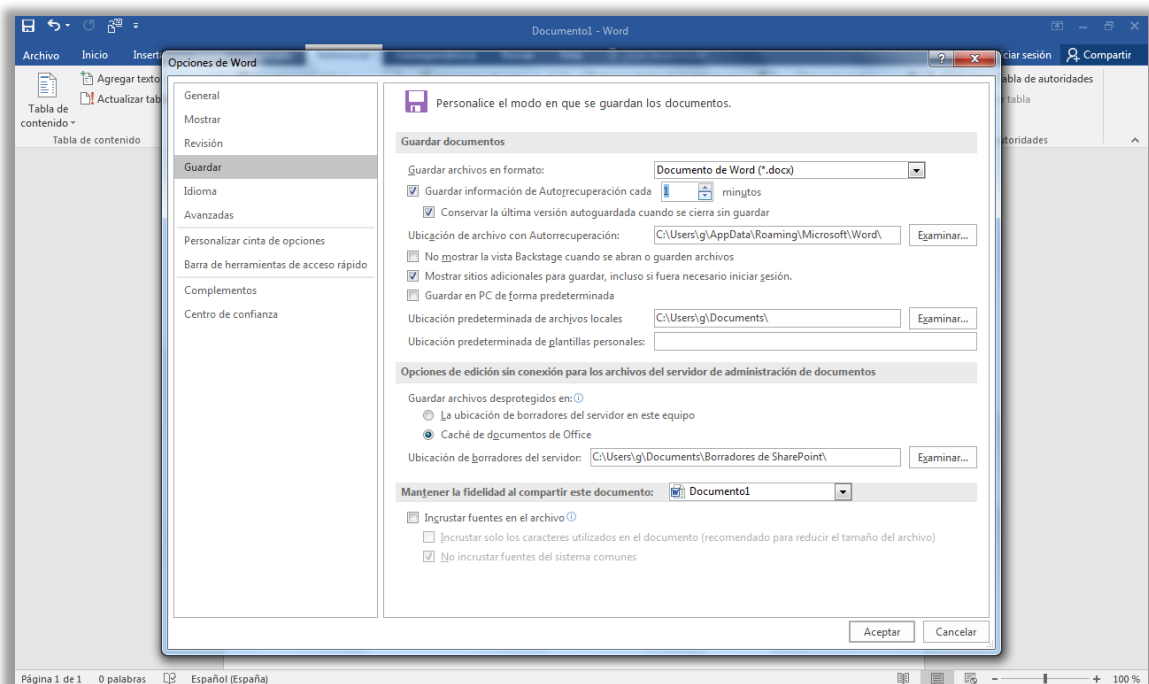 Documento1 - Word
Archivo Inicio Insert ciar sesión Compartir
Opciones de Word
Tabla de contenido
Agregar texto
Actualizar tab
Tabla de contenido
abla de autoridades
r tabla
toridades
General
Mostrar
Revisión
Guardar
Idioma
Avanzadas
Personalizar cinta de opciones
Barra de herramientas de acceso rápido
Complementos
Centro de confianza
Personalice el modo en que se guardan los documentos.
Guardar documentos
Guardar archivos en formato: Documento de Word (*.docx)
Guardar información de Autorrecuperación cada 1 minutos
Conservar la última versión autoguardada cuando se cierra sin guardar
Ubicación de archivo con Autorrecuperación: C:\Users\g\AppData\Roaming\Microsoft\Word\ Examinar...
No mostrar la vista Backstage cuando se abran o guarden archivos
Mostrar sitios adicionales para guardar, incluso si fuera necesario iniciar sesión.
Guardar en PC de forma predeterminada
Ubicación predeterminada de archivos locales C:\Users\g\Documents\ Examinar...
Ubicación predeterminada de plantillas personales:
Opciones de edición sin conexión para los archivos del servidor de administración de documentos
Guardar archivos desprotegidos en:
La ubicación de borradores del servidor en este equipo
Caché de documentos de Office
Ubicación de borradores del servidor: C:\Users\g\Documents\Borradores de SharePoint\ Examinar...
Mantener la fidelidad al compartir este documento: Documento1
Incrustar fuentes en el archivo
Incrustar solo los caracteres utilizados en el documento (recomendado para reducir el tamaño del archivo)
No incrustar fuentes del sistema comunes
Aceptar Cancelar
Página 1 de 1 0 palabras Español (España) 100 %